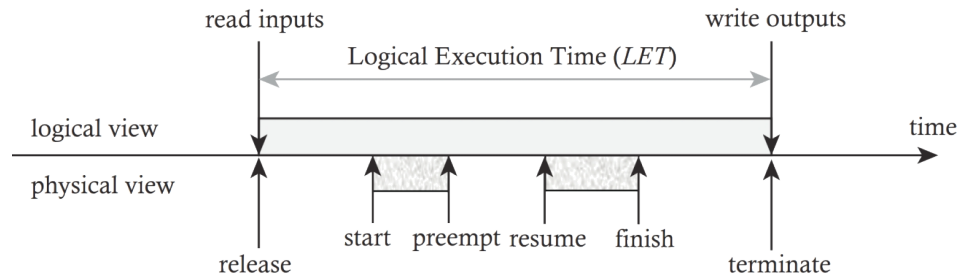 read inputs
write outputs
Logical Execution Time (LET)
logical view
time
physical view
start
preempt
resume
finish
release
terminate